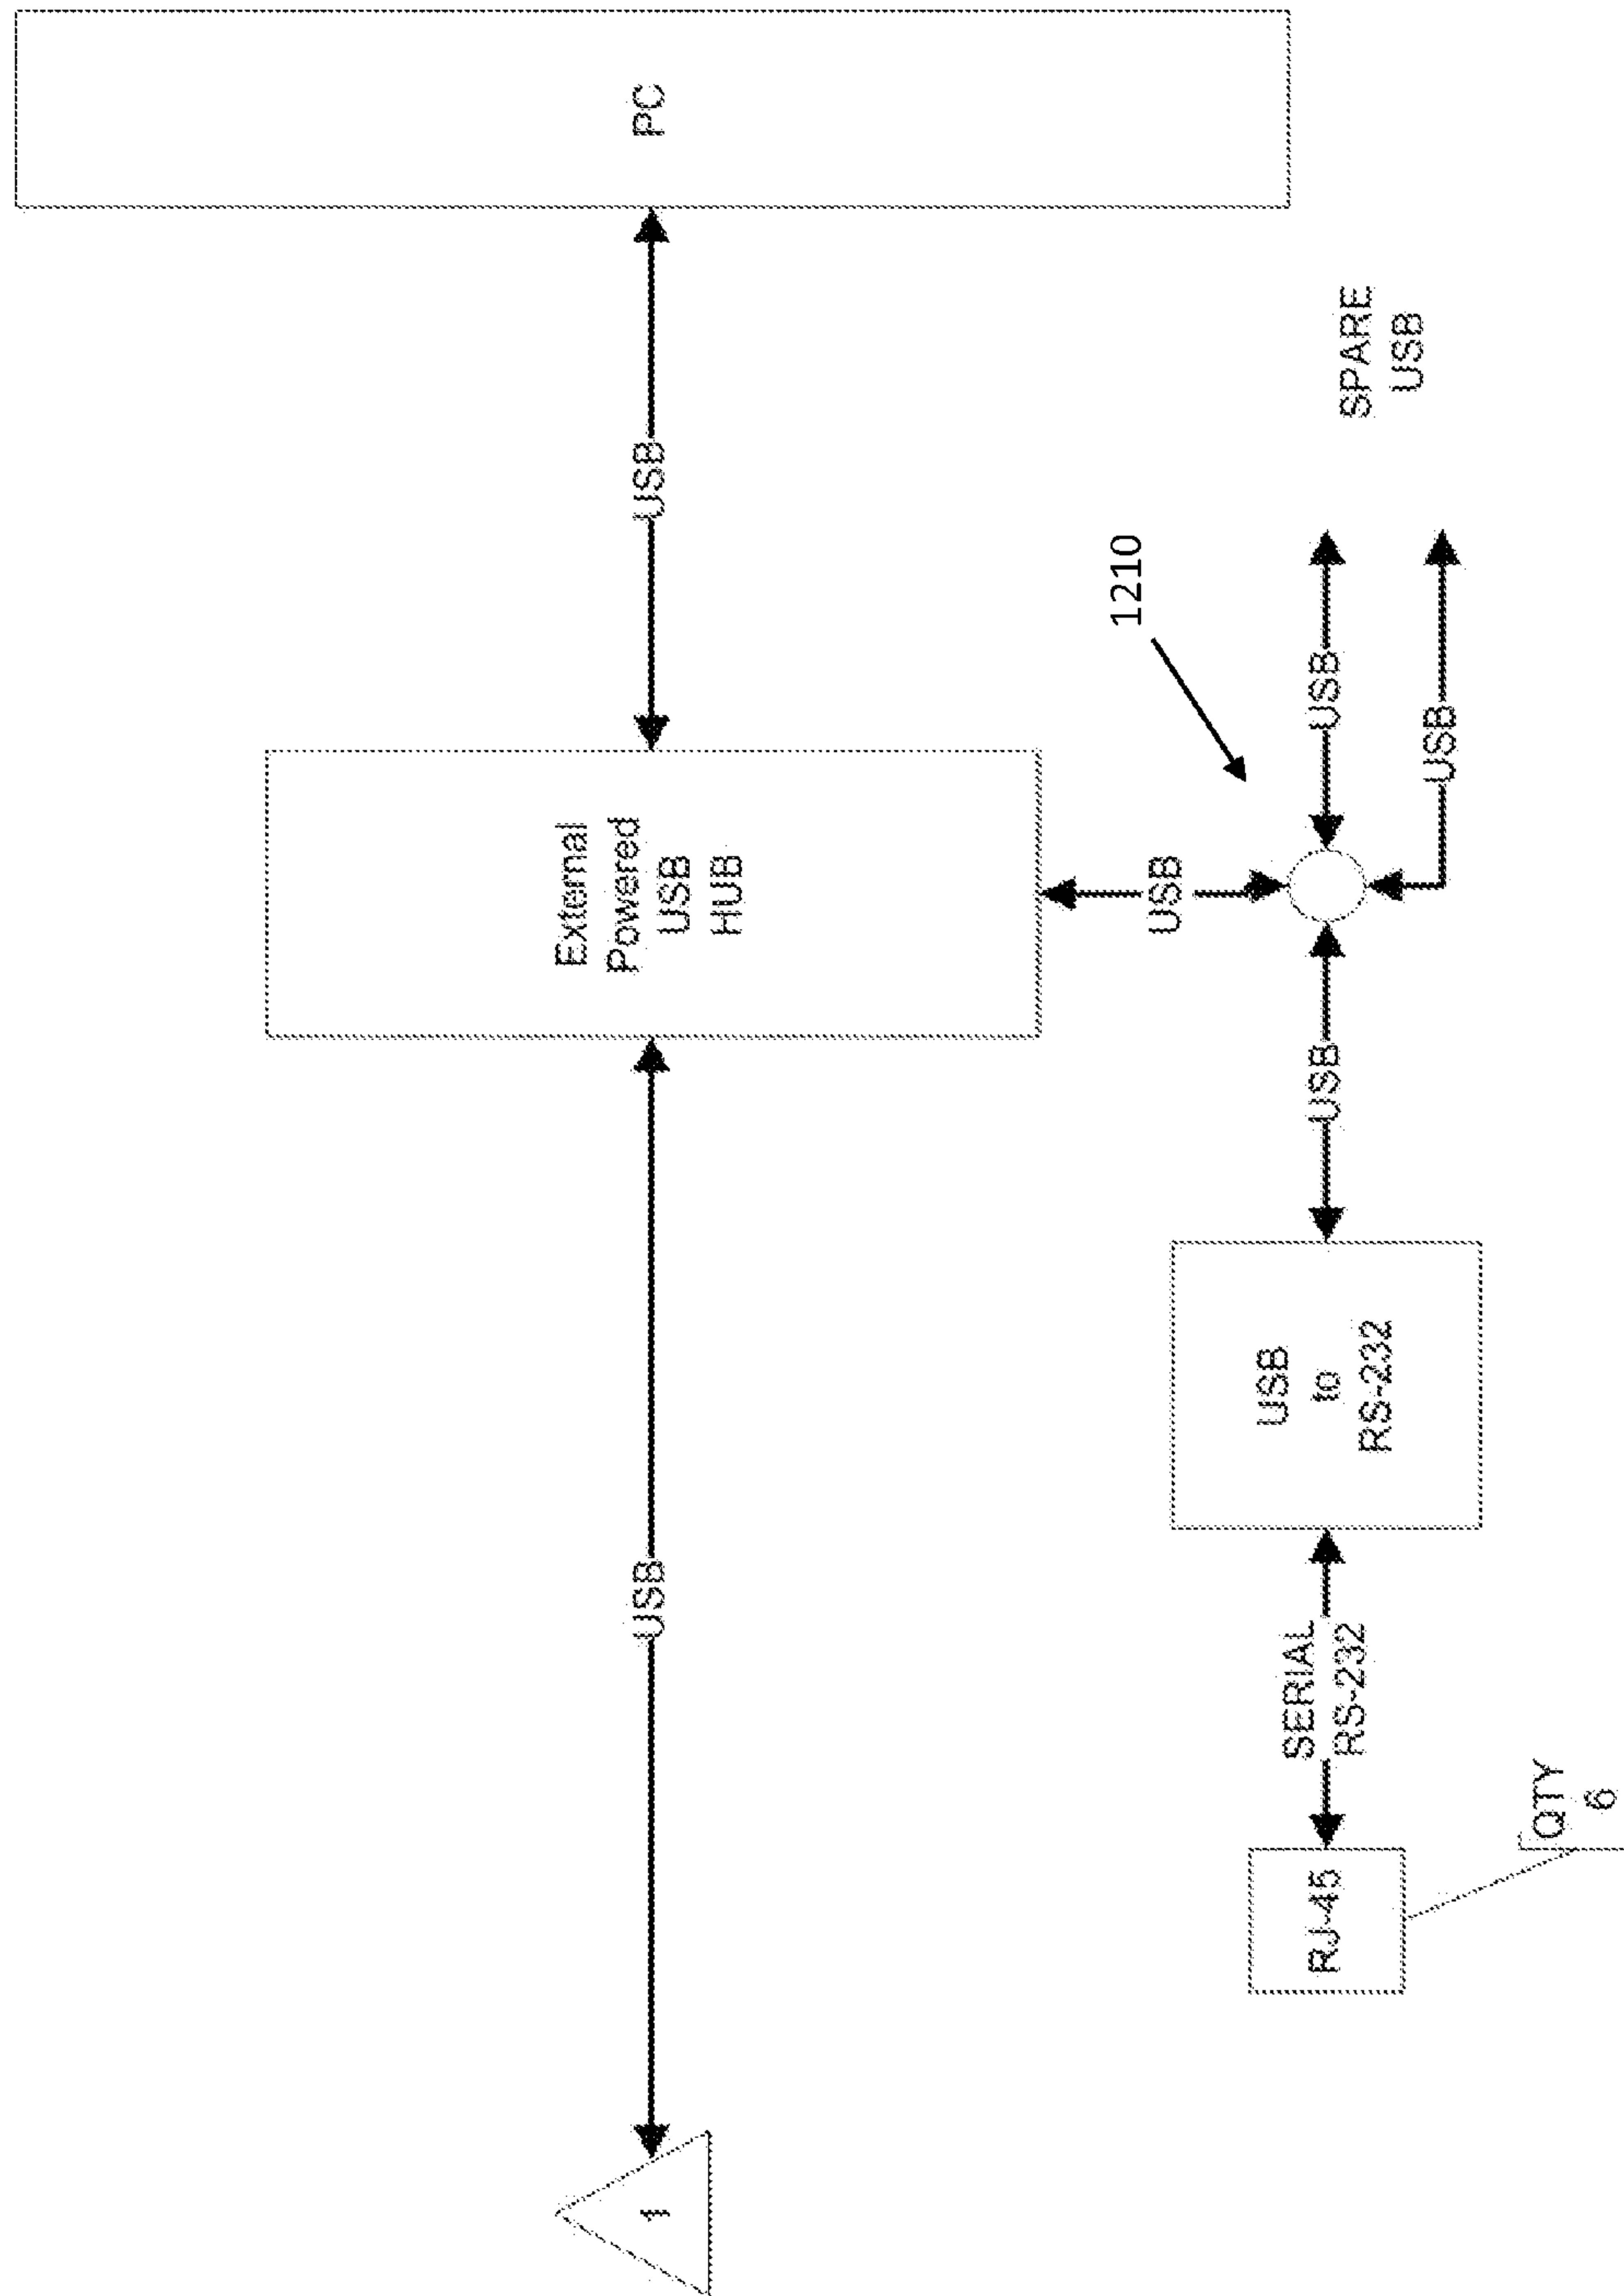 PC
USB
External
Powered
USB
HUB
USB
1
1210
USB
SPARE
USB
USB
USB
USB
USB
to
RS-232
SERIAL
RS-232
RJ-45
QTY
6